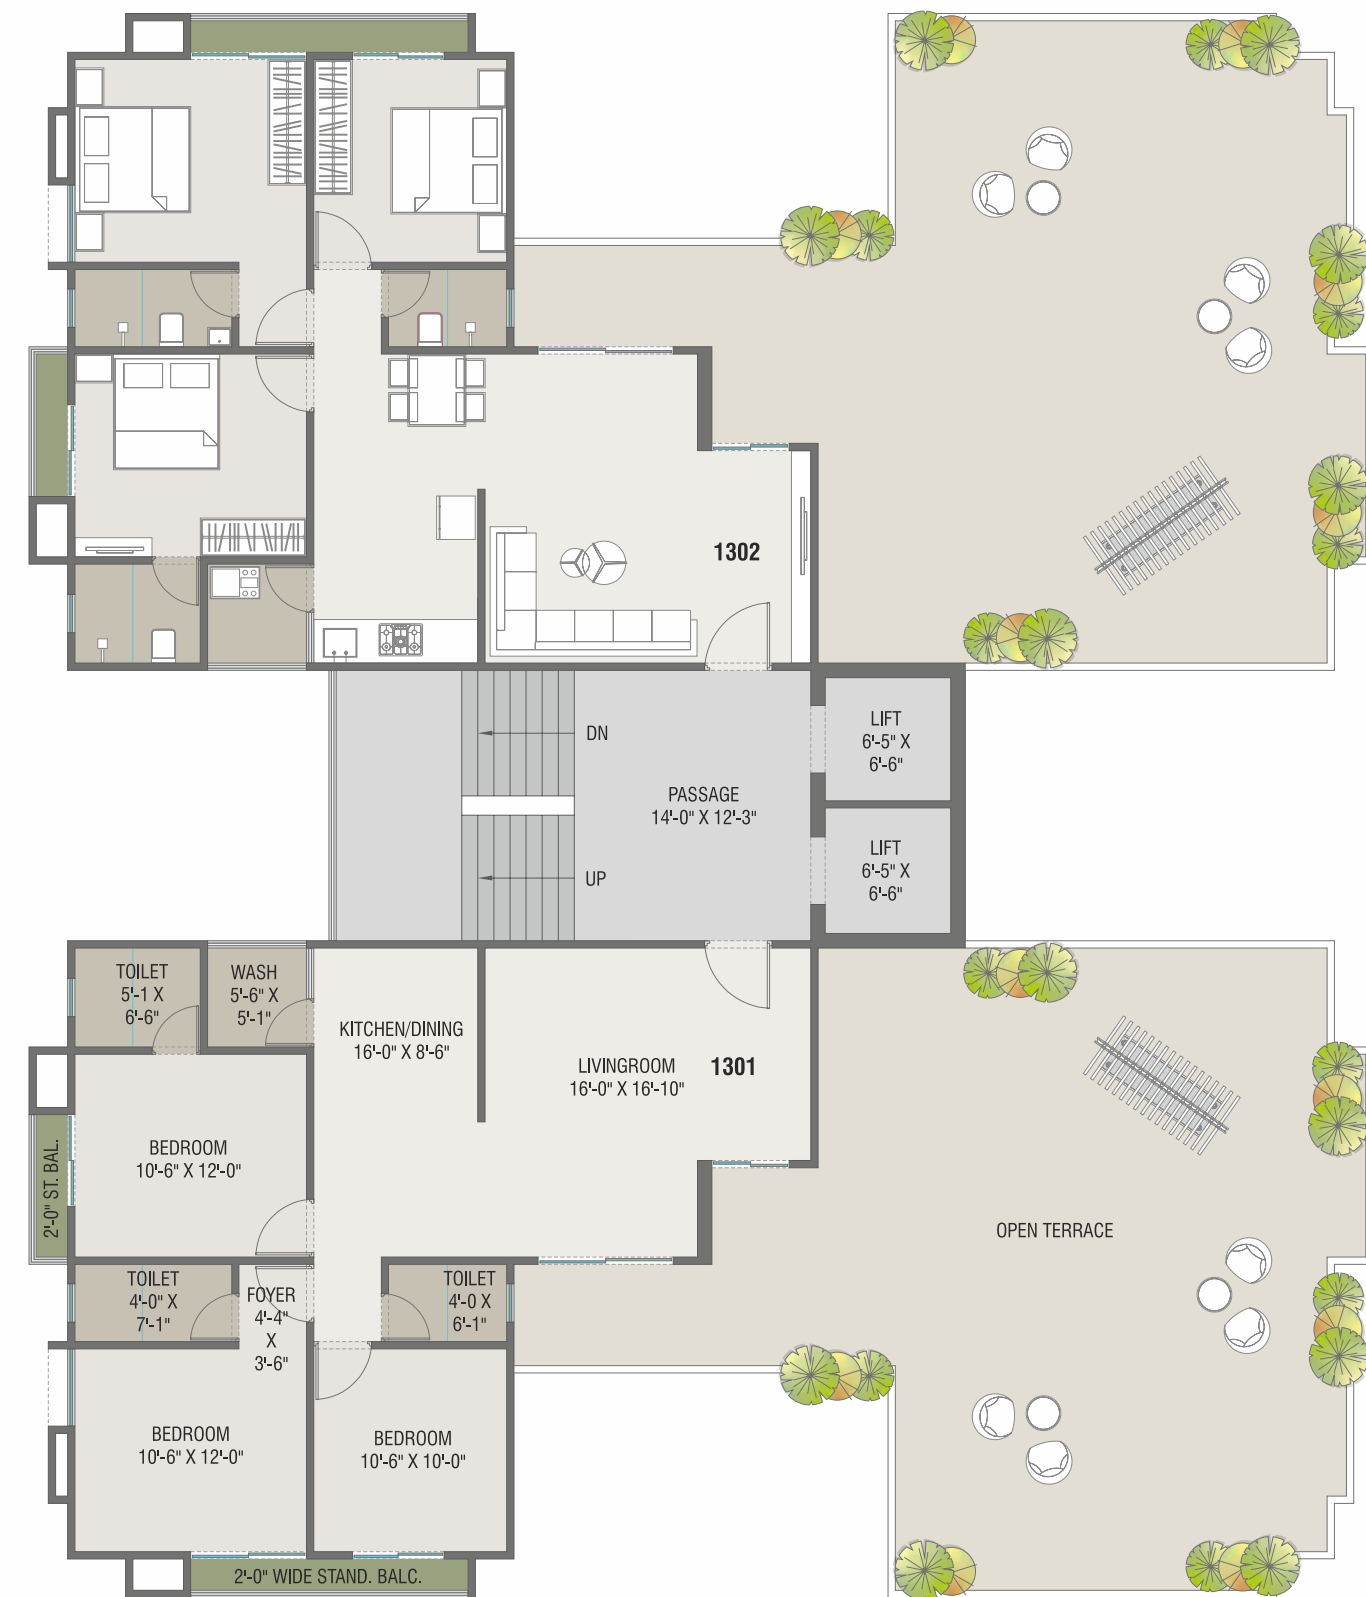 1302
DN
UP
PASSAGE
14'-0" X 12'-3"
LIFT
6'-5" X
6'-6"
LIFT
6'-5" X
6'-6"
TOILET
5'-1 X
6'-6"
WASH
5'-6" X
5'-1"
KITCHEN/DINING
16'-0" X 8'-6"
LIVINGROOM
16'-0" X 16'-10"
1301
BEDROOM
10'-6" X 12'-0"
2'-0" ST. BAL.
OPEN TERRACE
TOILET
4'-0" X
7'-1"
FOYER
4'-4"
X
3'-6"
TOILET
4'-0 X
6'-1"
BEDROOM
10'-6" X 12'-0"
BEDROOM
10'-6" X 10'-0"
2'-0" WIDE STAND. BALC.